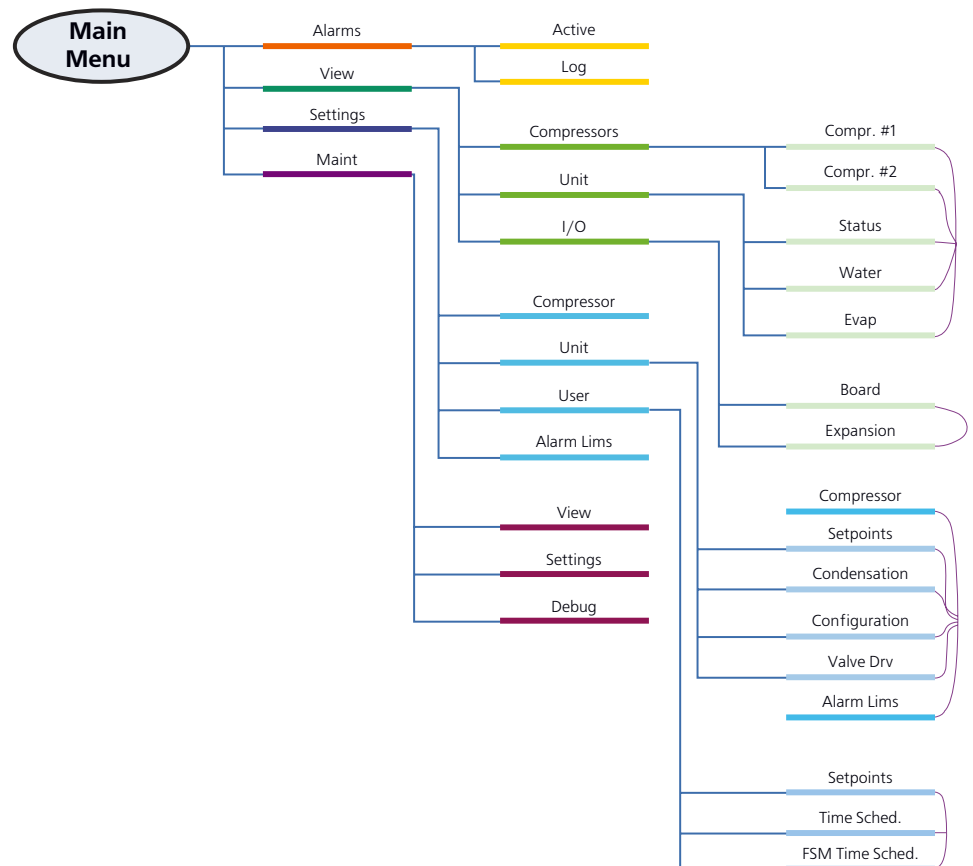 Main
Menu
Alarms
View
Settings
Maint
Active
Log
Compressors
Unit
I/O
Compressor
Unit
User
Alarm Lims
View
Settings
Debug
Compr. #1
Compr. #2
Status
Water
Evap
Board
Expansion
Compressor
Setpoints
Condensation
Configuration
Valve Drv
Alarm Lims
Setpoints
Time Sched.
FSM Time Sched.